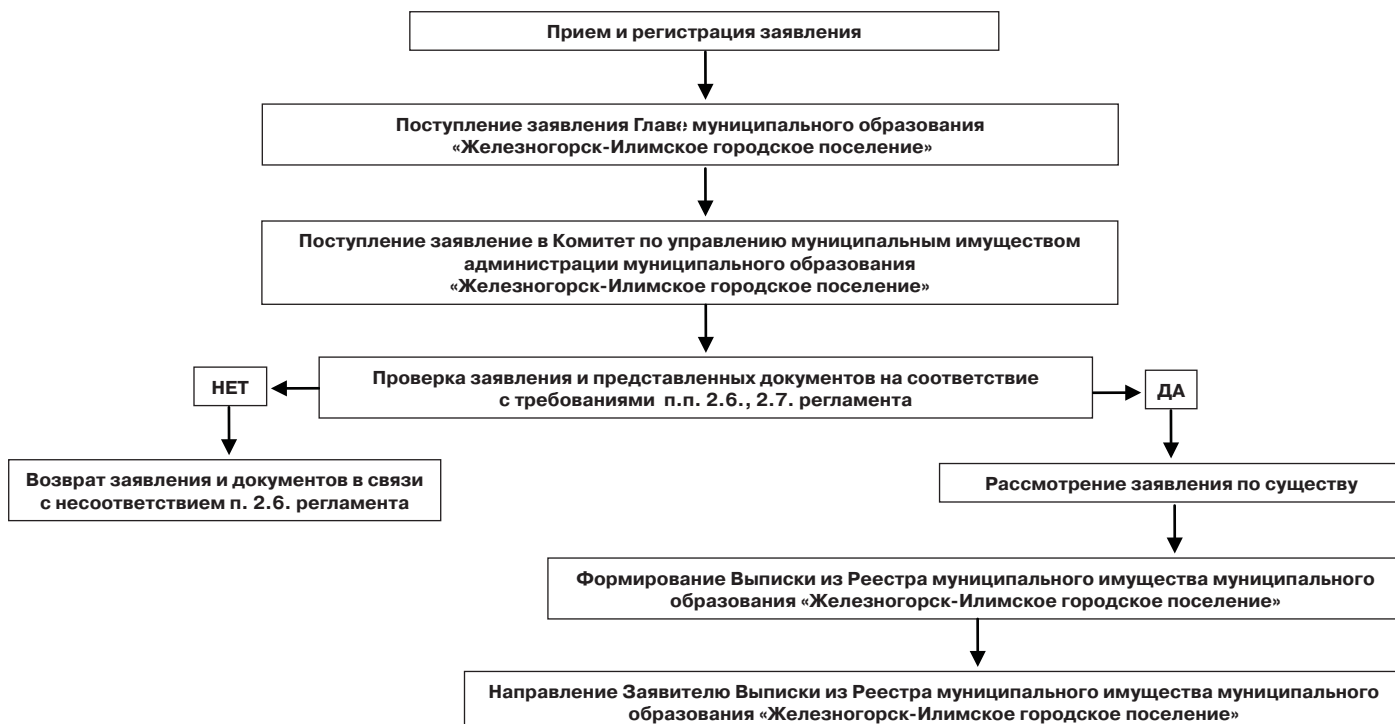 Прием и регистрация заявления
Поступление заявления Главе муниципального образования
«Железногорск-Илимское городское поселение»
Поступление заявление в Комитет по управлению муниципальным имуществом
администрации муниципального образования
«Железногорск-Илимское городское поселение»
НЕТ
Проверка заявления и представленных документов на соответствие
с требованиями п.п. 2.6., 2.7. регламента
ДА
Возврат заявления и документов в связи
с несоответствием п. 2.6. регламента
Рассмотрение заявления по существу
Формирование Выписки из Реестра муниципального имущества муниципального
образования «Железногорск-Илимское городское поселение»
Направление Заявителю Выписки из Реестра муниципального имущества муниципального
образования «Железногорск-Илимское городское поселение»